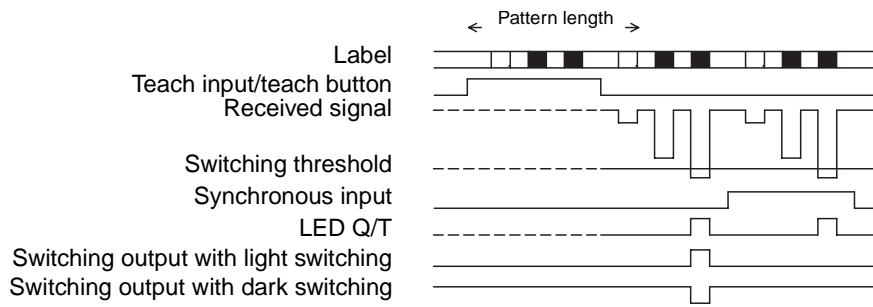 Pattern length
Label
Teach input/teach button
Received signal
Switching threshold
Synchronous input
LED Q/T
Switching output with light switching
Switching output with dark switching